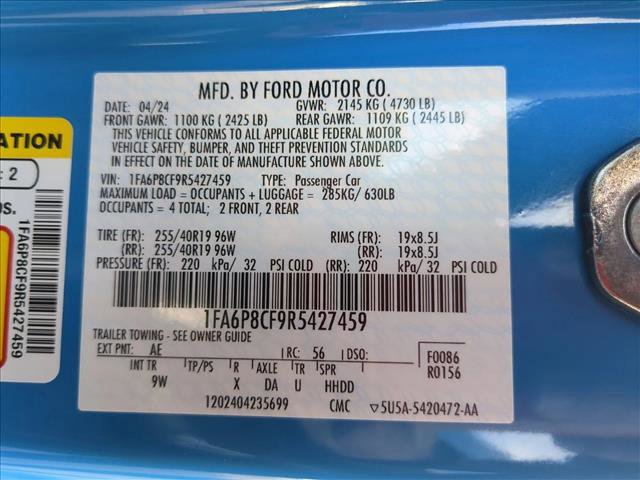 MFD. BY FORD MOTOR CO.
DATE: 04/24 GVWR: 2145 KG ( 4730 LB)
FRONT GAWR: 1100 KG ( 2425 LB) REAR GAWR: 1109 KG ( 2445 LB)
THIS VEHICLE CONFORMS TO ALL APPLICABLE FEDERAL MOTOR
VEHICLE SAFETY, BUMPER, AND THEFT PREVENTION STANDARDS
IN EFFECT ON THE DATE OF MANUFACTURE SHOWN ABOVE.
VIN: 1FA6P8CF9R5427459 TYPE: Passenger Car
MAXIMUM LOAD = OCCUPANTS + LUGGAGE = 285KG/ 630LB
OCCUPANTS = 4 TOTAL; 2 FRONT, 2 REAR
TIRE (FR): 255/40R19 96W RIMS (FR): 19x8.5J
(RR): 255/40R19 96W (RR): 19x8.5J
PRESSURE (FR): 220 kPa/ 32 PSI COLD (RR): 220 kPa/ 32 PSI COLD
1FA6P8CF9R5427459
TRAILER TOWING - SEE OWNER GUIDE
EXT PNT: AE RC: 56 DSO: F0086
INT TR TP/PS R AXLE TR SPR R0156
9W X DA U HHDD
1202404235699 CMC 5U5A-5420472-AA
ATION
: 2
os.
1FA6P8CF9R5427459